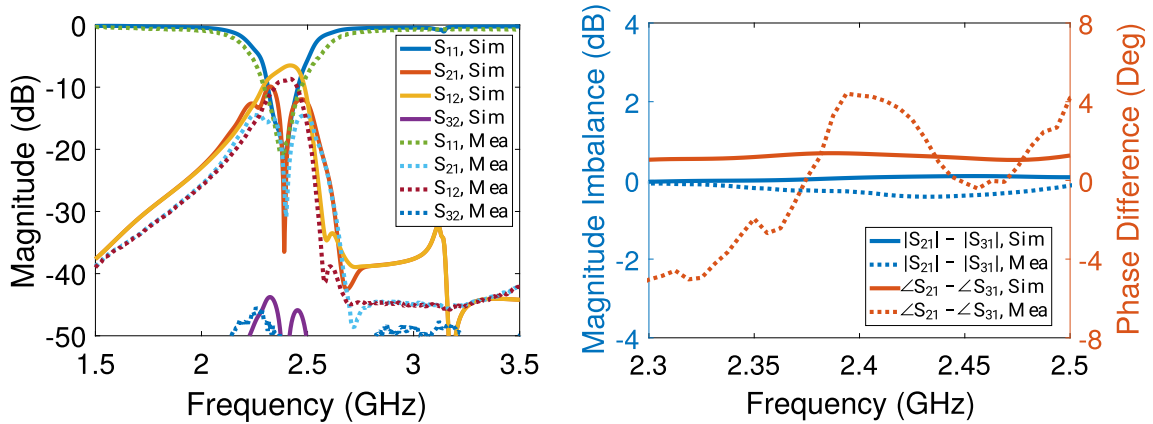 0
-10
-20
-30
-40
-50
Magnitude (dB)
1.5 2 2.5 3 3.5
Frequency (GHz)
S11, Sim
S21, Sim
S12, Sim
S32, Sim
S11, Mea
S21, Mea
S12, Mea
S32, Mea
4
2
0
-2
-4
Magnitude Imbalance (dB)
8
4
0
-4
-8
Phase Difference (Deg)
|S21| - |S31|, Sim
|S21| - |S31|, Mea
∠S21 - ∠S31, Sim
∠S21 - ∠S31, Mea
2.3 2.35 2.4 2.45 2.5
Frequency (GHz)